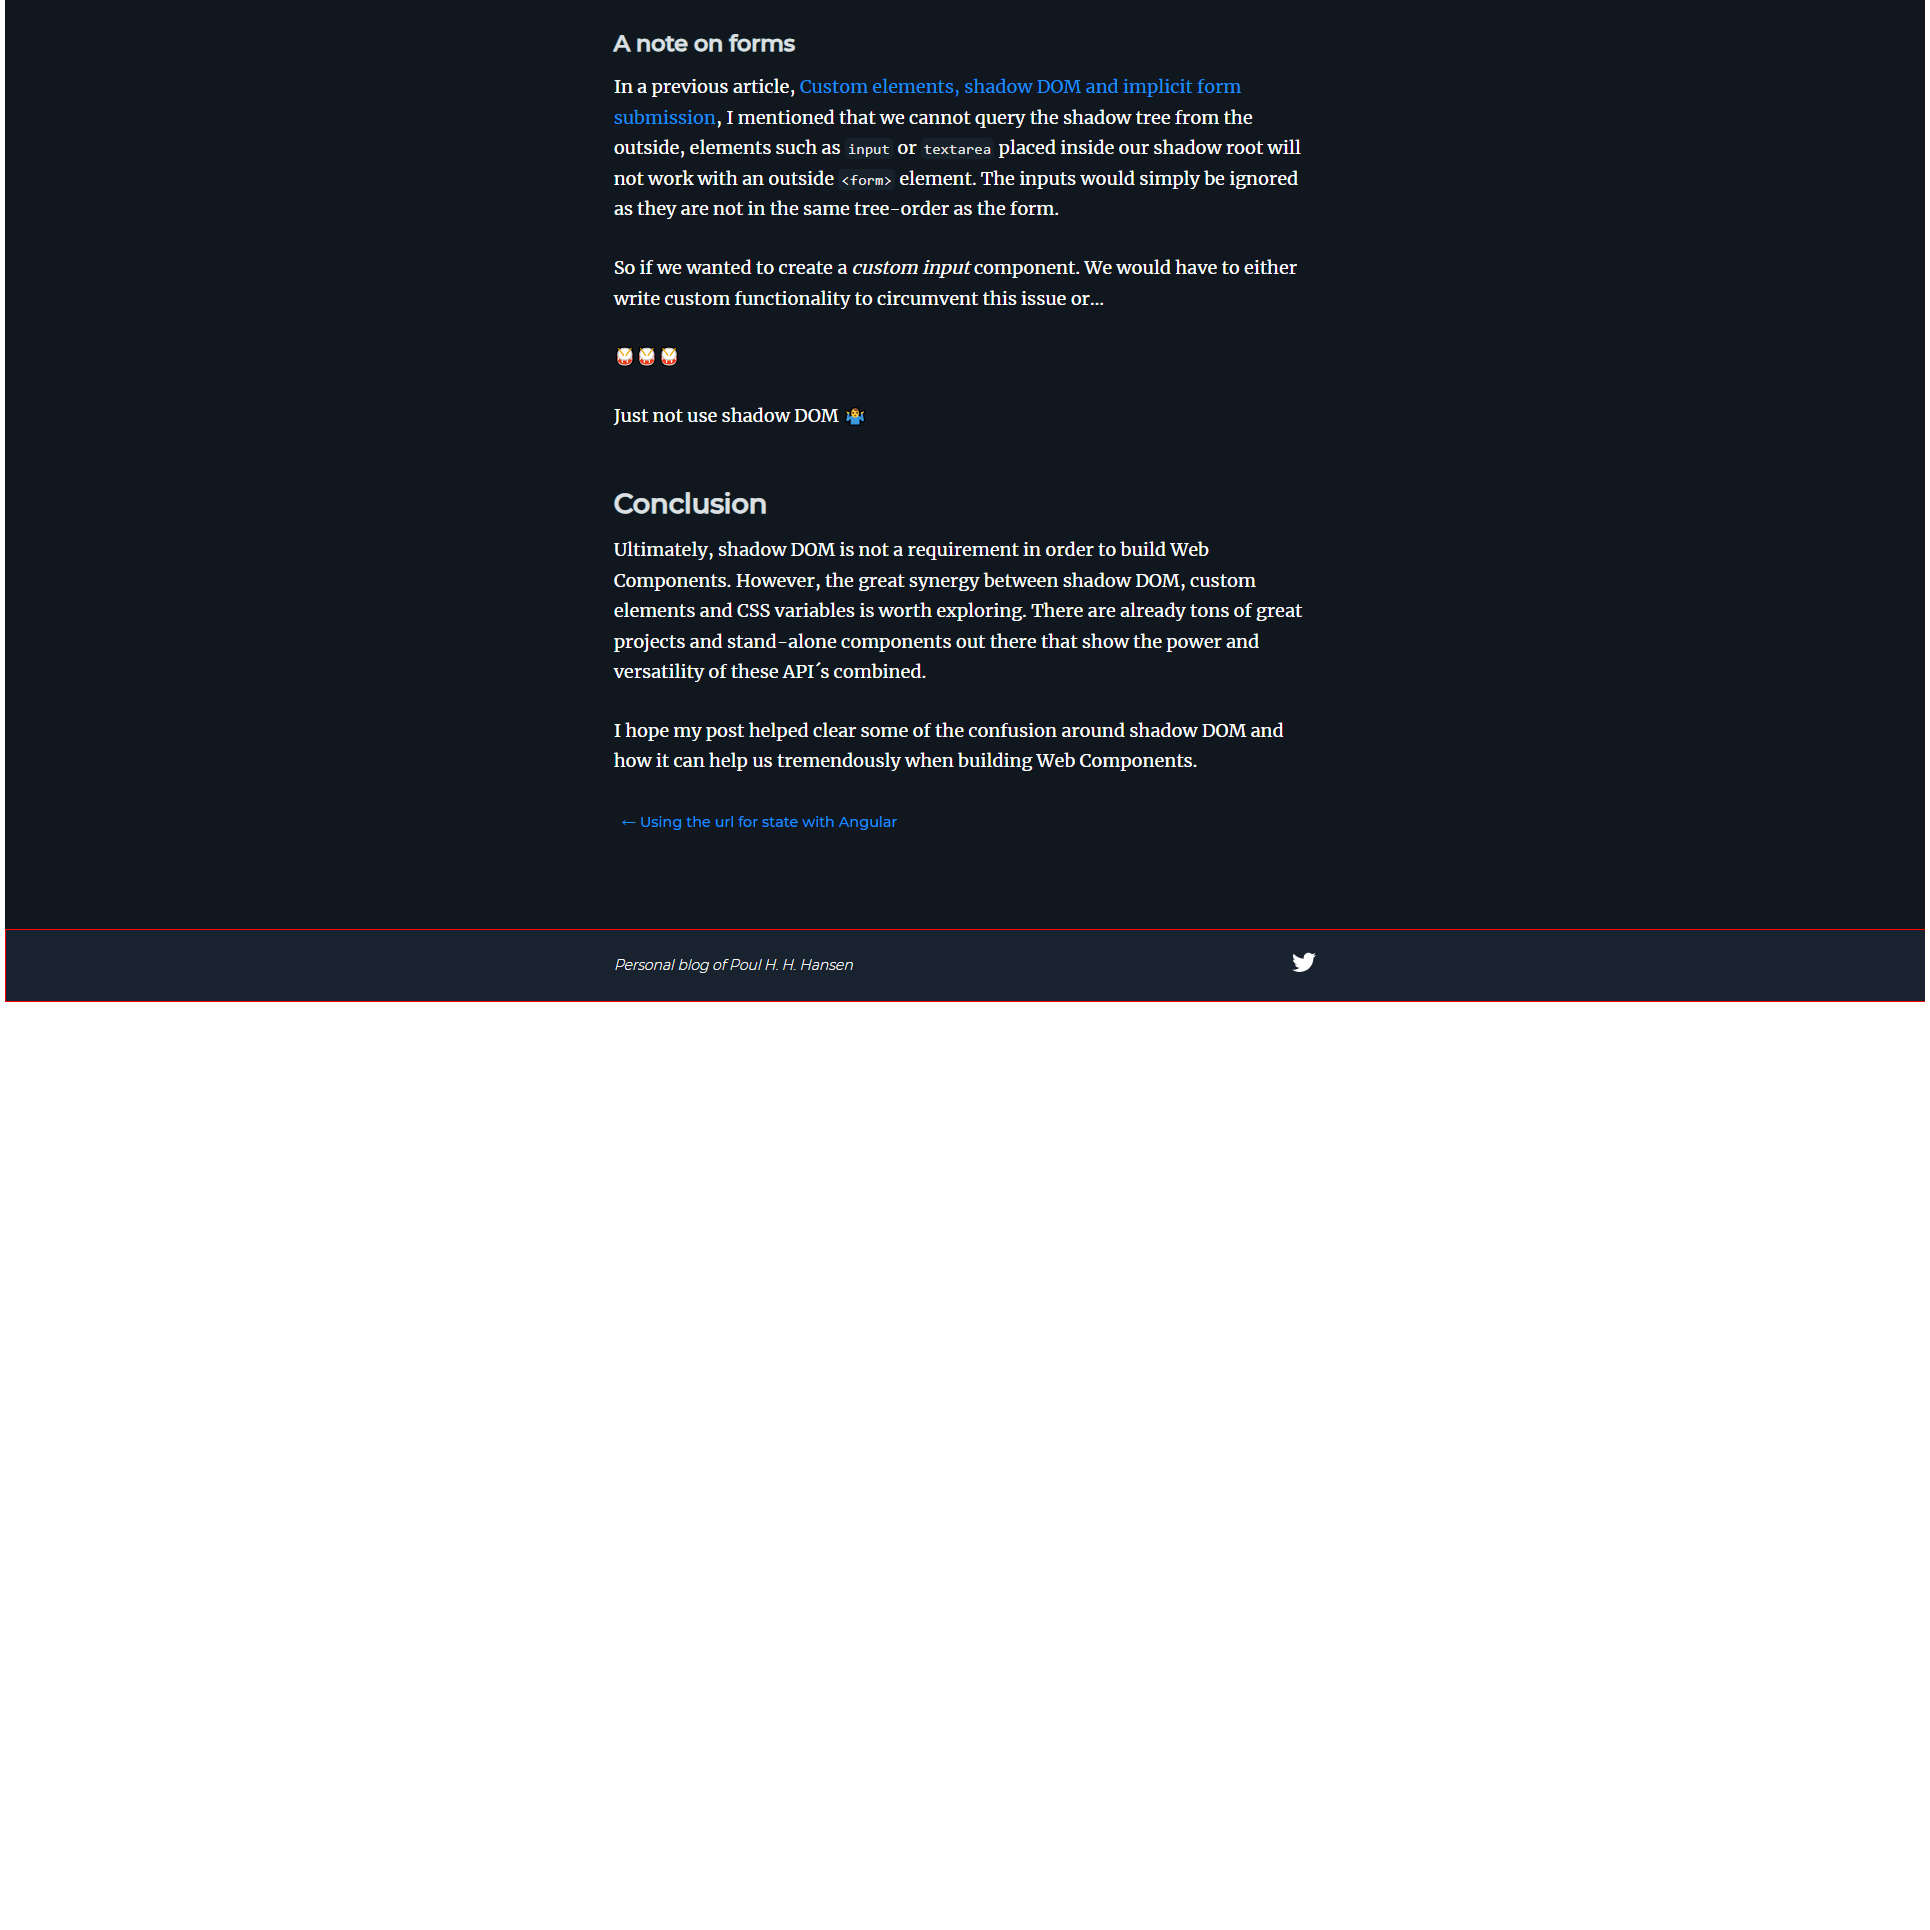 A note on forms
In a previous article, Custom elements, shadow DOM and implicit form
submission, I mentioned that we cannot query the shadow tree from the
outside, elements such as input or textarea placed inside our shadow root will
not work with an outside <form> element. The inputs would simply be ignored
as they are not in the same tree-order as the form.
So if we wanted to create a custom input component. We would have to either
write custom functionality to circumvent this issue or...
🥁🥁🥁
Just not use shadow DOM 🤷‍♂️
Conclusion
Ultimately, shadow DOM is not a requirement in order to build Web
Components. However, the great synergy between shadow DOM, custom
elements and CSS variables is worth exploring. There are already tons of great
projects and stand-alone components out there that show the power and
versatility of these API´s combined.
I hope my post helped clear some of the confusion around shadow DOM and
how it can help us tremendously when building Web Components.
← Using the url for state with Angular
Personal blog of Poul H. H. Hansen